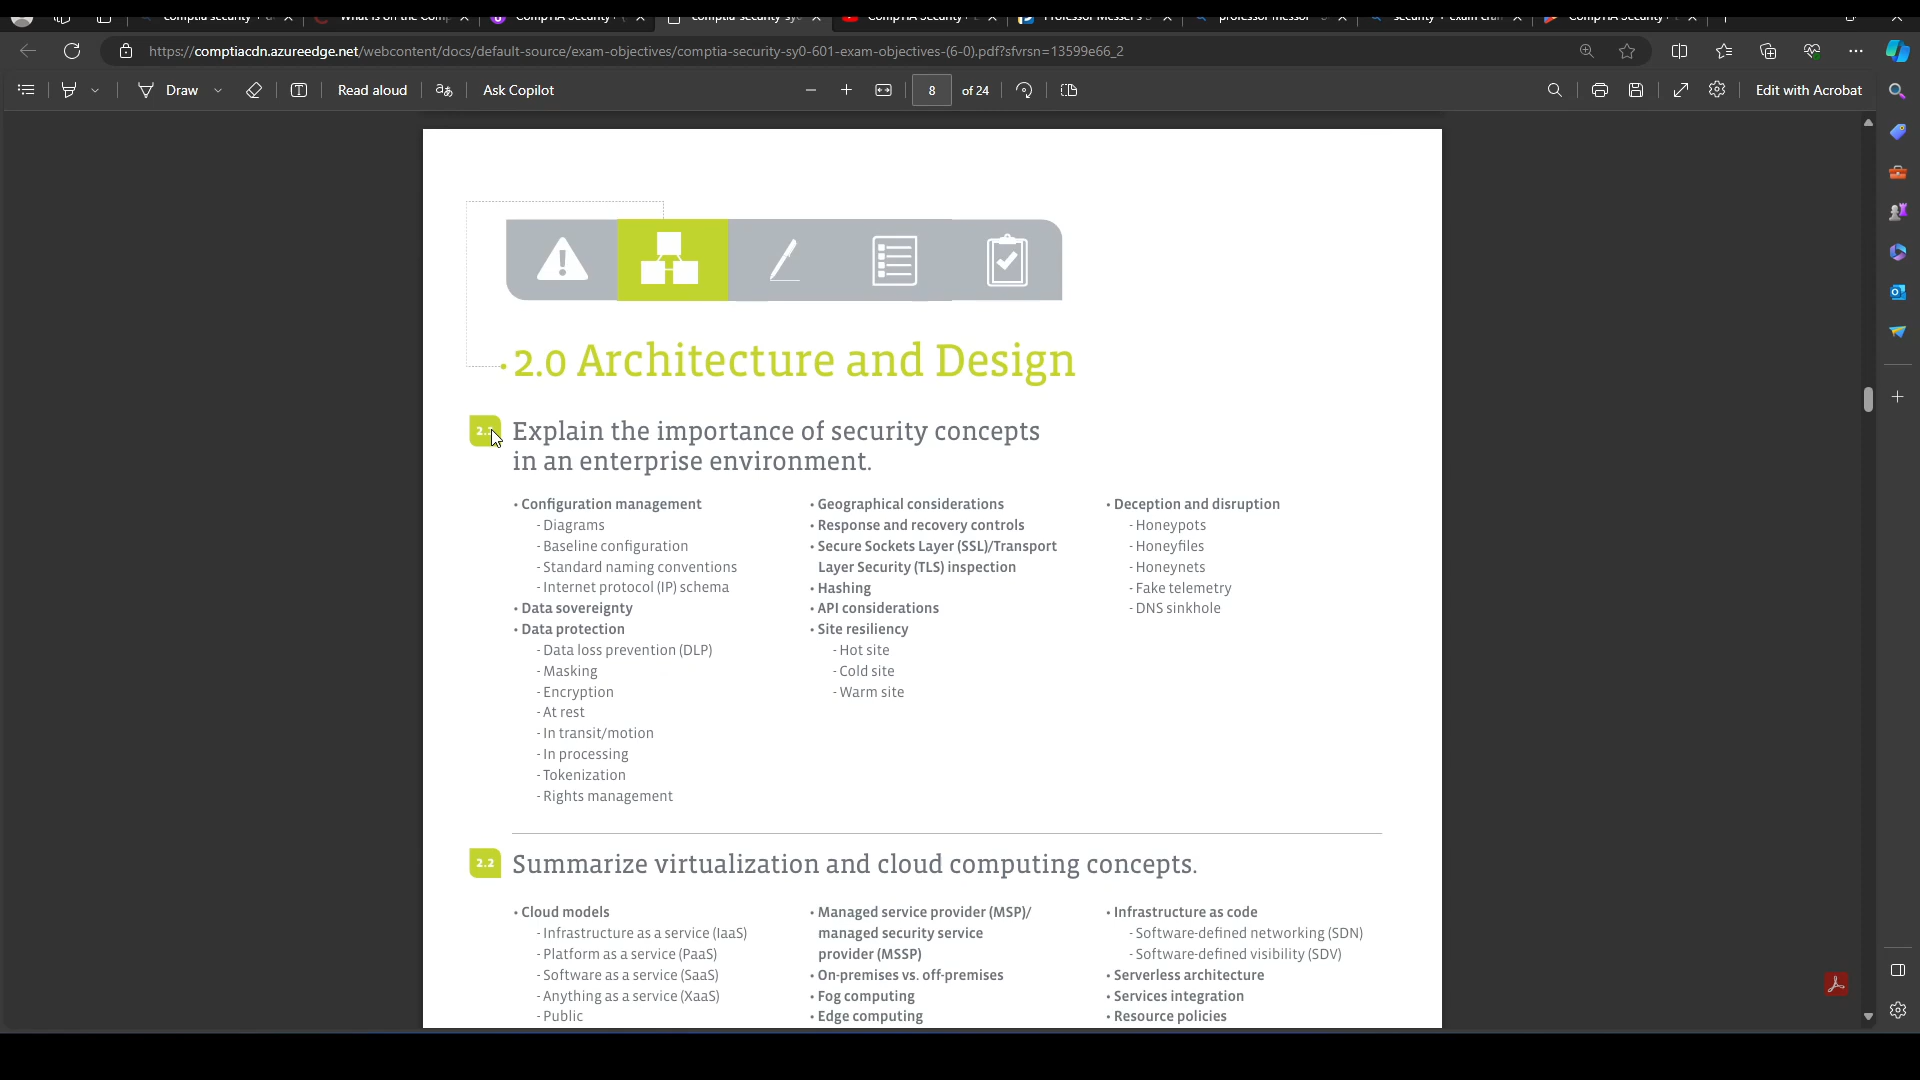 https://comptiacdn.azureedge.net/webcontent/docs/default-source/exam-objectives/comptia-security-sy0-601-exam-objectives-(6-0).pdf?sfvrsn=13599e66_2
Draw
Read aloud
Ask Copilot
8 of 24
Edit with Acrobat
2.0 Architecture and Design
Explain the importance of security concepts
in an enterprise environment.
• Configuration management
- Diagrams
- Baseline configuration
- Standard naming conventions
- Internet protocol (IP) schema
• Data sovereignty
• Data protection
- Data loss prevention (DLP)
- Masking
- Encryption
- At rest
- In transit/motion
- In processing
- Tokenization
- Rights management
• Geographical considerations
• Response and recovery controls
• Secure Sockets Layer (SSL)/Transport
Layer Security (TLS) inspection
• Hashing
• API considerations
• Site resiliency
- Hot site
- Cold site
- Warm site
• Deception and disruption
- Honeypots
- Honeyfiles
- Honeynets
- Fake telemetry
- DNS sinkhole
2.2 Summarize virtualization and cloud computing concepts.
• Cloud models
- Infrastructure as a service (IaaS)
- Platform as a service (PaaS)
- Software as a service (SaaS)
- Anything as a service (XaaS)
- Public
• Managed service provider (MSP)/
managed security service
provider (MSSP)
• On-premises vs. off-premises
• Fog computing
• Edge computing
• Infrastructure as code
- Software-defined networking (SDN)
- Software-defined visibility (SDV)
• Serverless architecture
• Services integration
• Resource policies